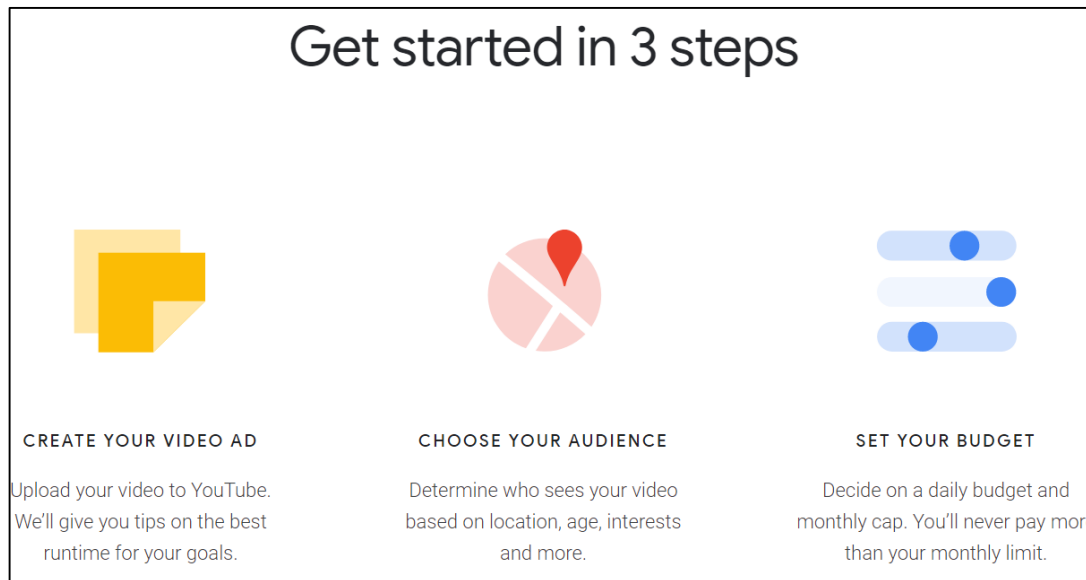 Get started in 3 steps
CREATE YOUR VIDEO AD
Upload your video to YouTube.
We'll give you tips on the best
runtime for your goals.
CHOOSE YOUR AUDIENCE
Determine who sees your video
based on location, age, interests
and more.
SET YOUR BUDGET
Decide on a daily budget and
monthly cap. You'll never pay mor
than your monthly limit.